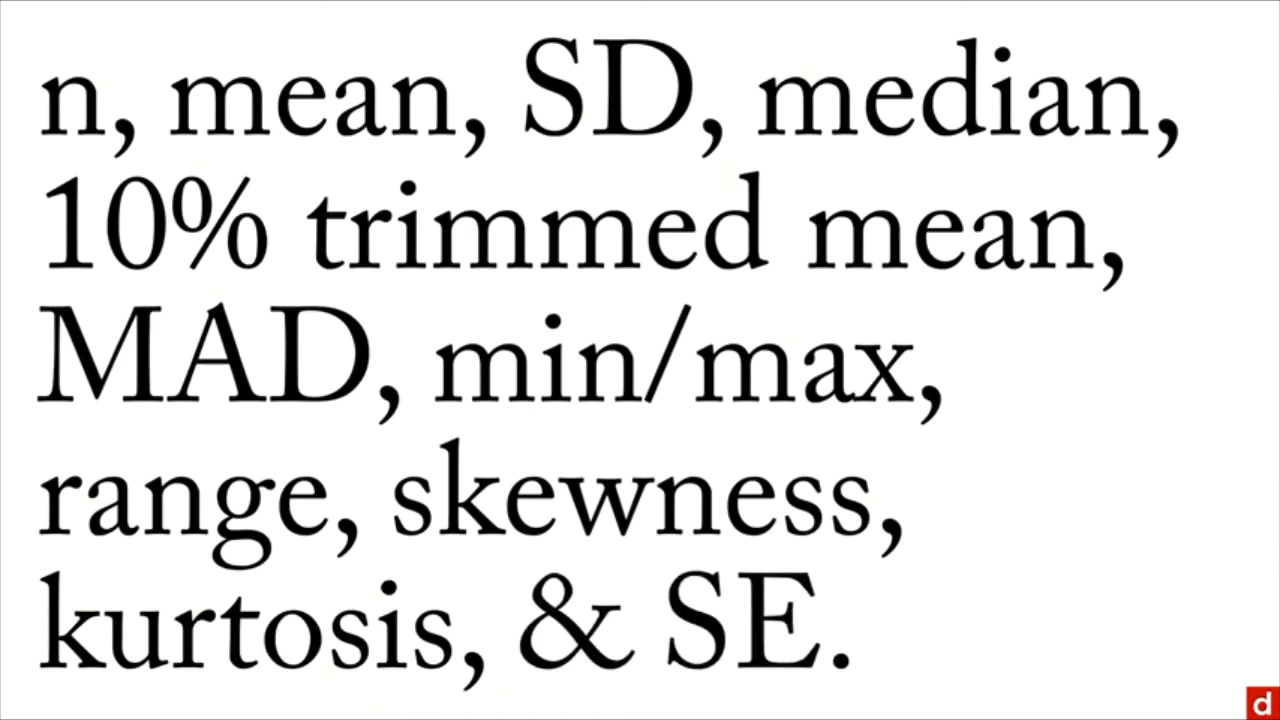 n, mean, SD, median,
10% trimmed mean,
MAD, min/max,
range, skewness,
kurtosis, & SE.
d